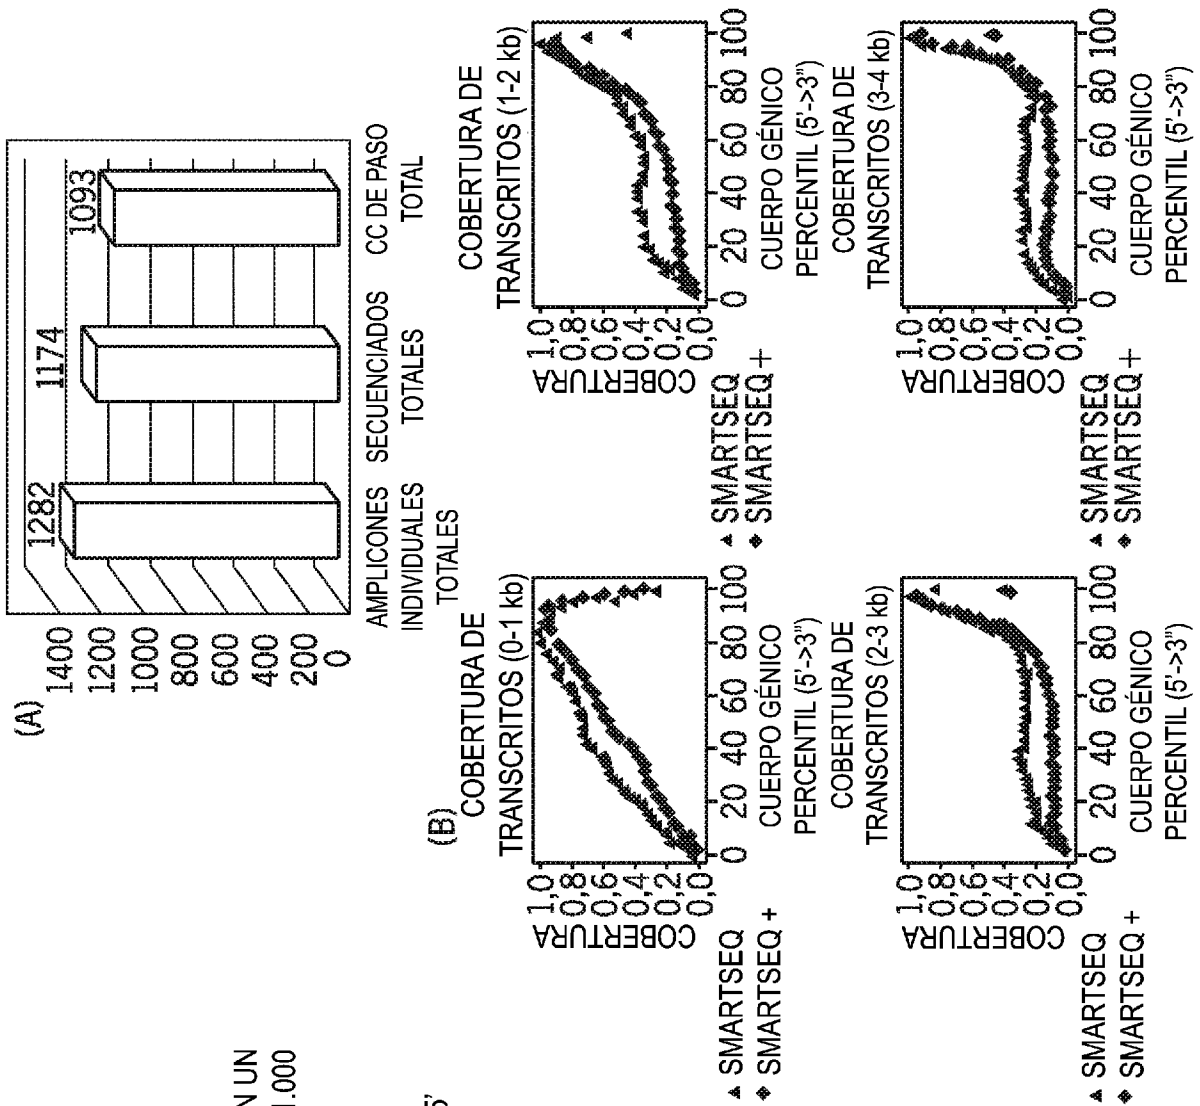 (A)
1400
1200
1000
800
600
400
200
0
1282
1174
1093
AMPLICONES
INDIVIDUALES
TOTALES
SECUENCIADOS
TOTALES
CC DE PASO
TOTAL
(B)
COBERTURA DE
TRANSCRITOS (0-1 kb)
COBERTURA
1,0
0,8
0,6
0,4
0,2
0,0
0 20 40 60 80 100
CUERPO GÉNICO
PERCENTIL (5'->3")
SMARTSEQ
SMARTSEQ +
COBERTURA DE
TRANSCRITOS (1-2 kb)
COBERTURA
1,0
0,8
0,6
0,4
0,2
0,0
0 20 40 60 80 100
CUERPO GÉNICO
PERCENTIL (5'->3")
SMARTSEQ
SMARTSEQ +
COBERTURA DE
TRANSCRITOS (2-3 kb)
COBERTURA
1,0
0,8
0,6
0,4
0,2
0,0
0 20 40 60 80 100
CUERPO GÉNICO
PERCENTIL (5'->3")
SMARTSEQ
SMARTSEQ +
COBERTURA DE
TRANSCRITOS (3-4 kb)
COBERTURA
1,0
0,8
0,6
0,4
0,2
0,0
0 20 40 60 80 100
CUERPO GÉNICO
PERCENTIL (5'->3")
SMARTSEQ
SMARTSEQ +
UN
.000
5'